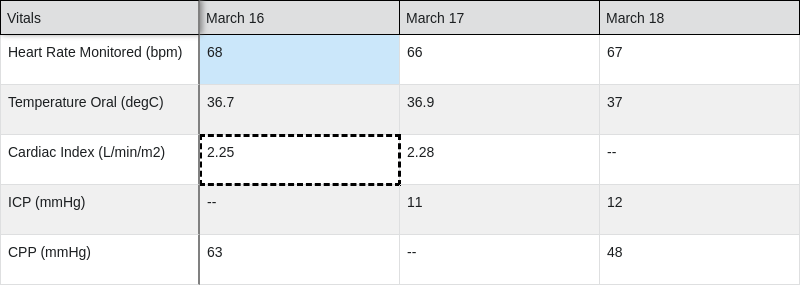 Vitals March 16 March 17 March 18
Heart Rate Monitored (bpm) 68 66 67
Temperature Oral (degC) 36.7 36.9 37
Cardiac Index (L/min/m2) 2.25 2.28 --
ICP (mmHg) -- 11 12
CPP (mmHg) 63 -- 48